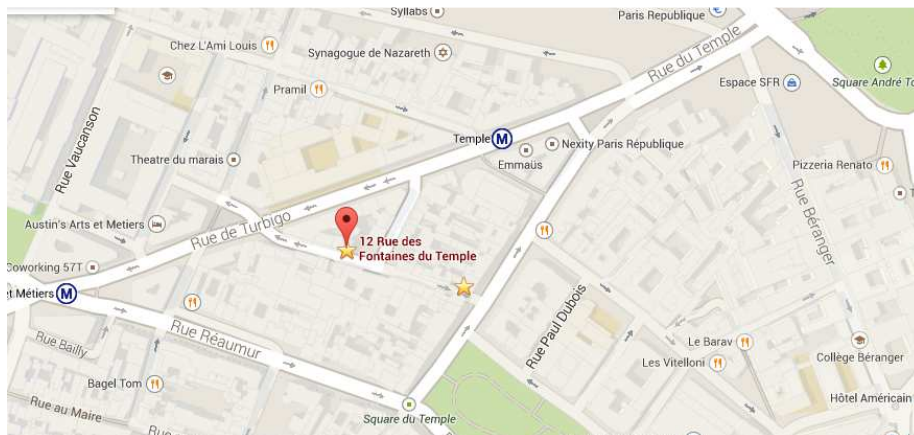 Syllabs
Paris Republique
Chez L'Ami Louis
Synagogue de Nazareth
Rue du Temple
Espace SFR
Square André To
Pramil
Rue Vaucanson
Temple
M
Nexity Paris République
Emmaüs
Theatre du marais
Pizzeria Renato
Rue Béranger
Austin's Arts et Metiers
Rue de Turbigo
12 Rue des
Fontaines du Temple
Coworking 57T
et Métiers
M
Rue Réaumur
Rue Paul Dubois
Rue Bailly
Le Barav
Les Vitelloni
Collège Béranger
Bagel Tom
Hôtel Américain
Rue au Maire
Square du Temple
Rue